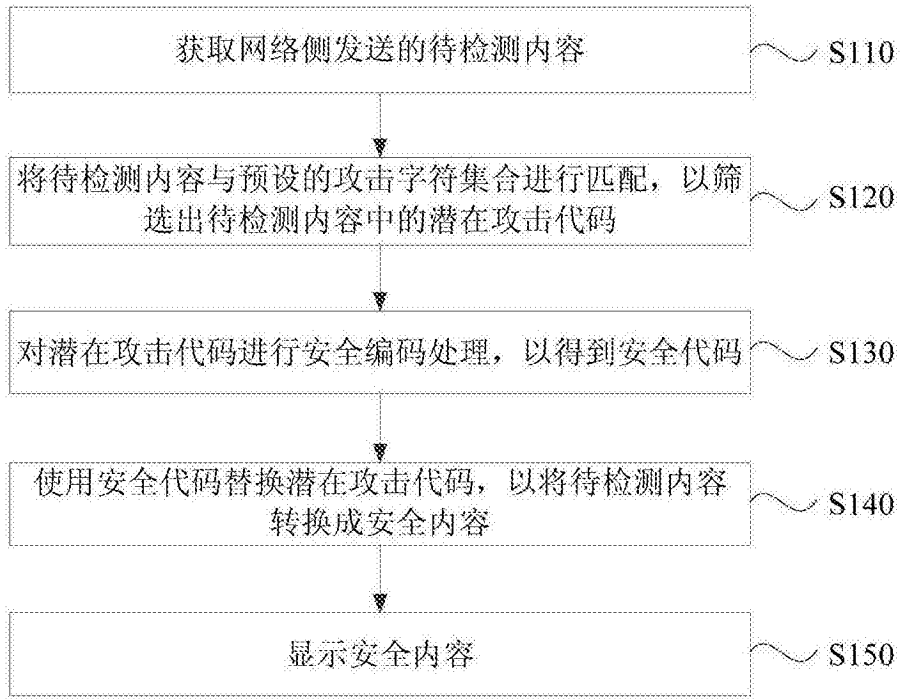 获取网络侧发送的待检测内容
S110
将待检测内容与预设的攻击字符集合进行匹配，以筛
选出待检测内容中的潜在攻击代码
S120
对潜在攻击代码进行安全编码处理，以得到安全代码
S130
使用安全代码替换潜在攻击代码，以将待检测内容
转换成安全内容
S140
显示安全内容
S150